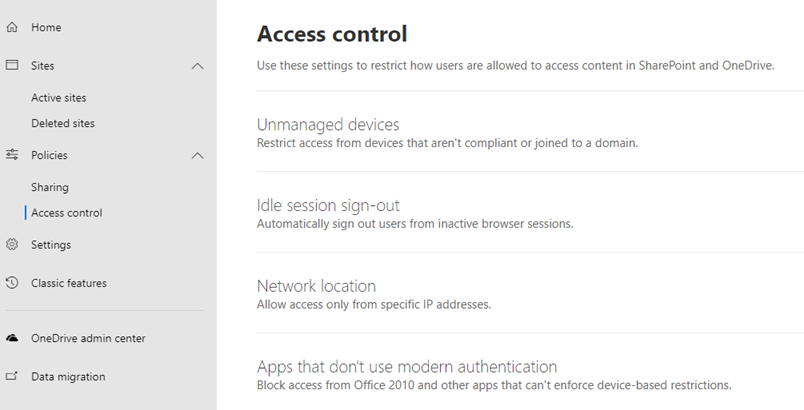 Home
Sites
Active sites
Deleted sites
Policies
Sharing
Access control
Settings
Classic features
OneDrive admin center
Data migration
Access control
Use these settings to restrict how users are allowed to access content in SharePoint and OneDrive.
Unmanaged devices
Restrict access from devices that aren't compliant or joined to a domain.
Idle session sign-out
Automatically sign out users from inactive browser sessions.
Network location
Allow access only from specific IP addresses.
Apps that don't use modern authentication
Block access from Office 2010 and other apps that can't enforce device-based restrictions.